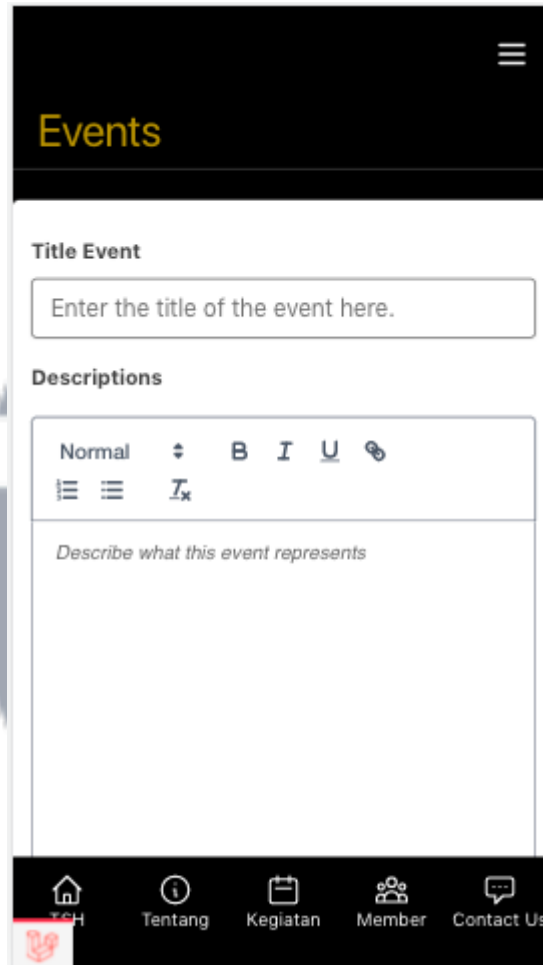 Events
Title Event
Enter the title of the event here.
Descriptions
Normal B I U
Describe what this event represents
TSH Tentang Kegiatan Member Contact Us